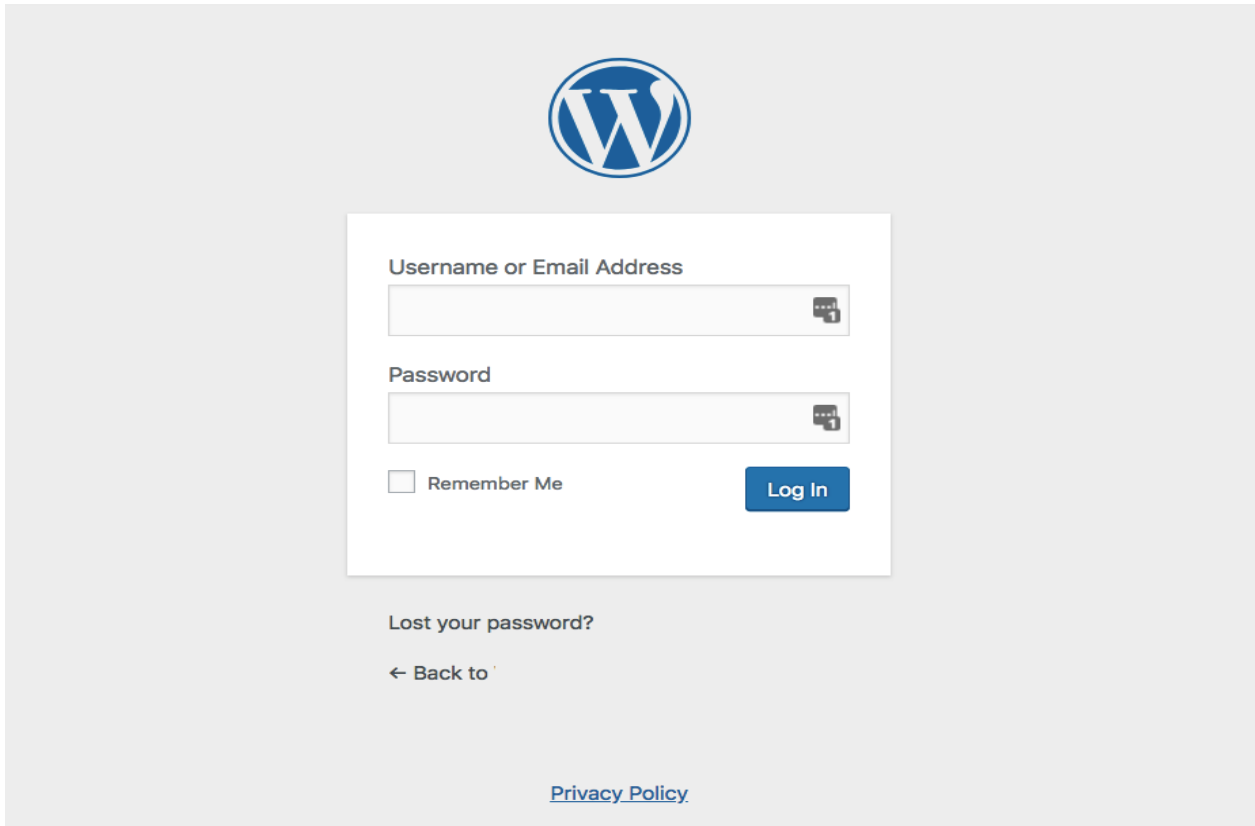 Username or Email Address
Password
Remember Me
Log In
Lost your password?
← Back to
Privacy Policy